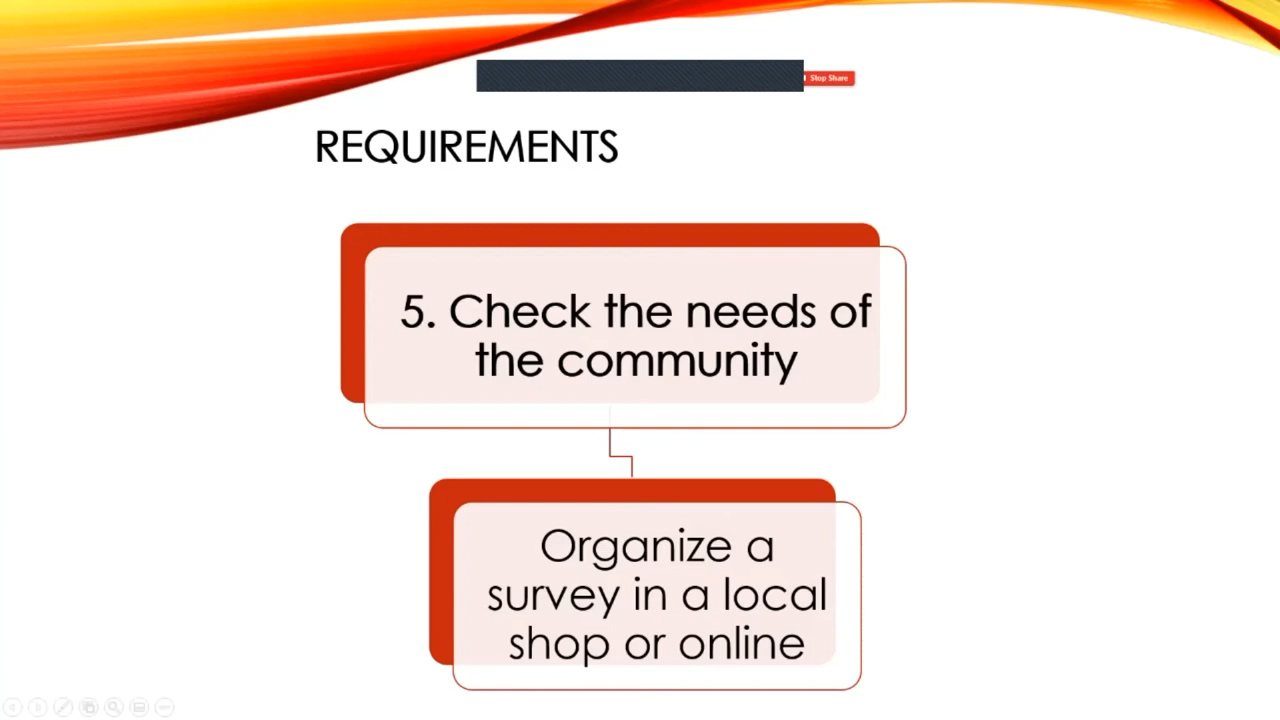 Stop Share
REQUIREMENTS
5. Check the needs of
the community
Organize a
survey in a local
shop or online